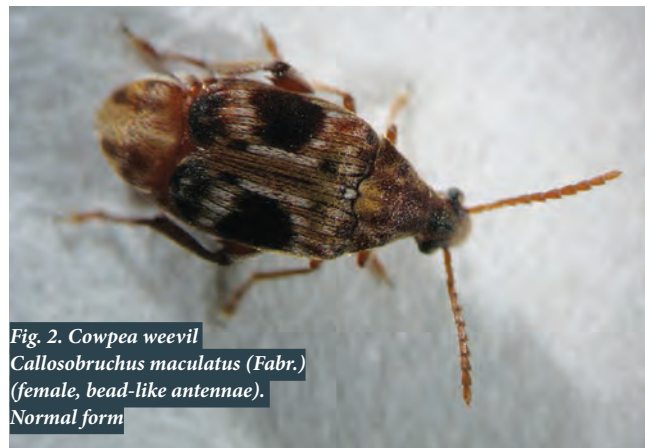 Fig. 2. Cowpea weevil
Callosobruchus maculatus (Fabr.)
(female, bead-like antennae).
Normal form